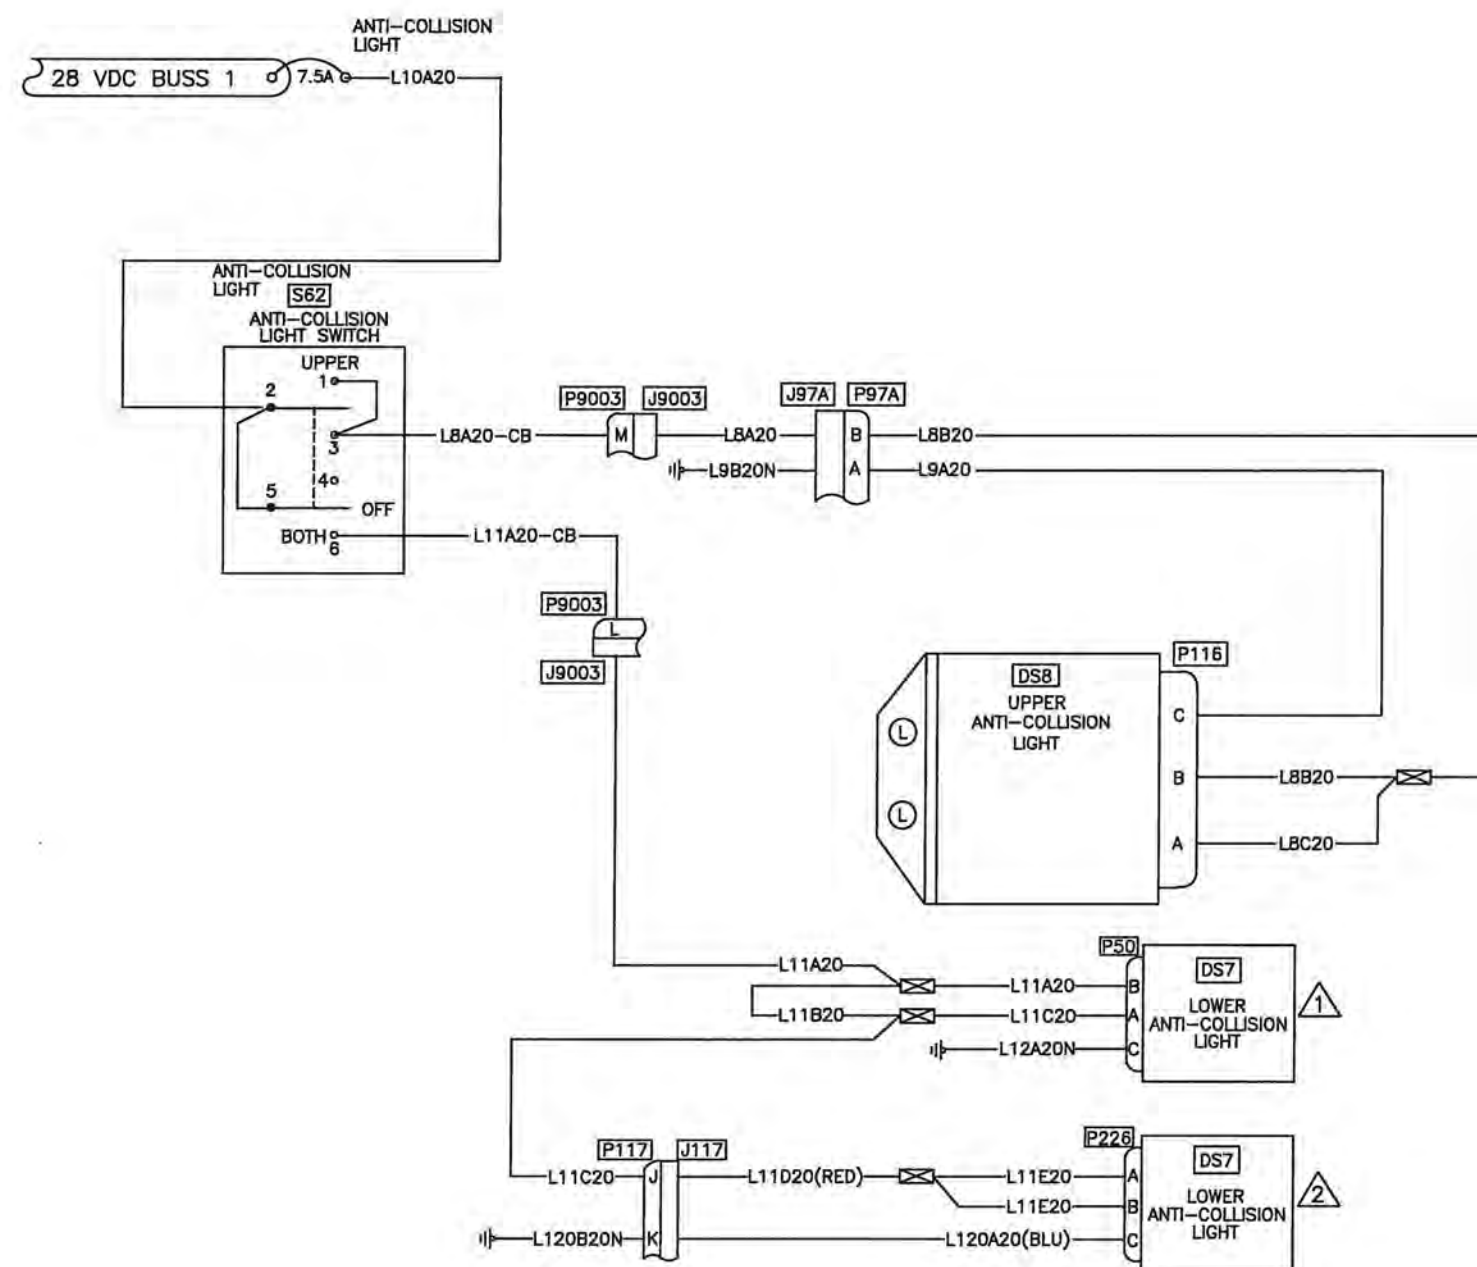 ANTI-COLLISION
LIGHT
28 VDC BUSS 1
7.5A
L10A20
ANTI-COLLISION
LIGHT
S62
ANTI-COLLISION
LIGHT SWITCH
UPPER
1
2
3
4
5
OFF
BOTH
6
L8A20-CB
P9003
J9003
M
L8A20
J97A
P97A
B
L8B20
L9B20N
A
L9A20
L11A20-CB
P9003
L
J9003
P116
DS8
UPPER
ANTI-COLLISION
LIGHT
L
L
C
B
L8B20
A
L8C20
P50
L11A20
L11A20
B
L11B20
L11C20
A
L12A20N
C
DS7
LOWER
ANTI-COLLISION
LIGHT
1
P117
J117
P226
L11C20
J
L11D20(RED)
L11E20
A
L11E20
B
L120B20N
K
L120A20(BLU)
C
DS7
LOWER
ANTI-COLLISION
LIGHT
2